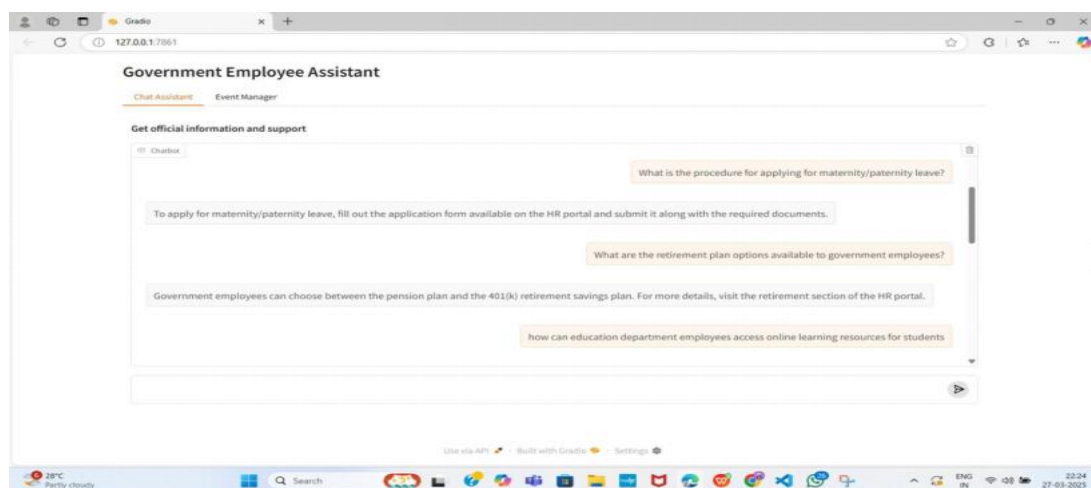 Gradio
127.0.0.1:7861
Government Employee Assistant
Chat Assistant Event Manager
Get official information and support
Chatbot
What is the procedure for applying for maternity/paternity leave?
To apply for maternity/paternity leave, fill out the application form available on the HR portal and submit it along with the required documents.
What are the retirement plan options available to government employees?
Government employees can choose between the pension plan and the 401(k) retirement savings plan. For more details, visit the retirement section of the HR portal.
how can education department employees access online learning resources for students
Use via API · Built with Gradio · Settings
28°C
Partly cloudy
Search
ENG
IN
22:24
27-03-2025